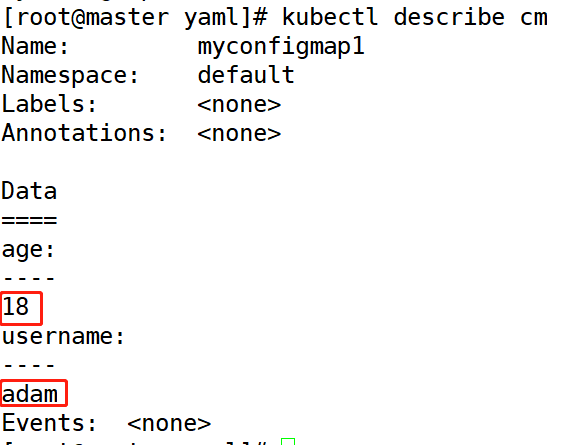 [root@master yaml]# kubectl describe cm
Name:         myconfigmap1
Namespace:    default
Labels:       <none>
Annotations:  <none>
Data
====
age:
----
18
username:
----
adam
Events:  <none>